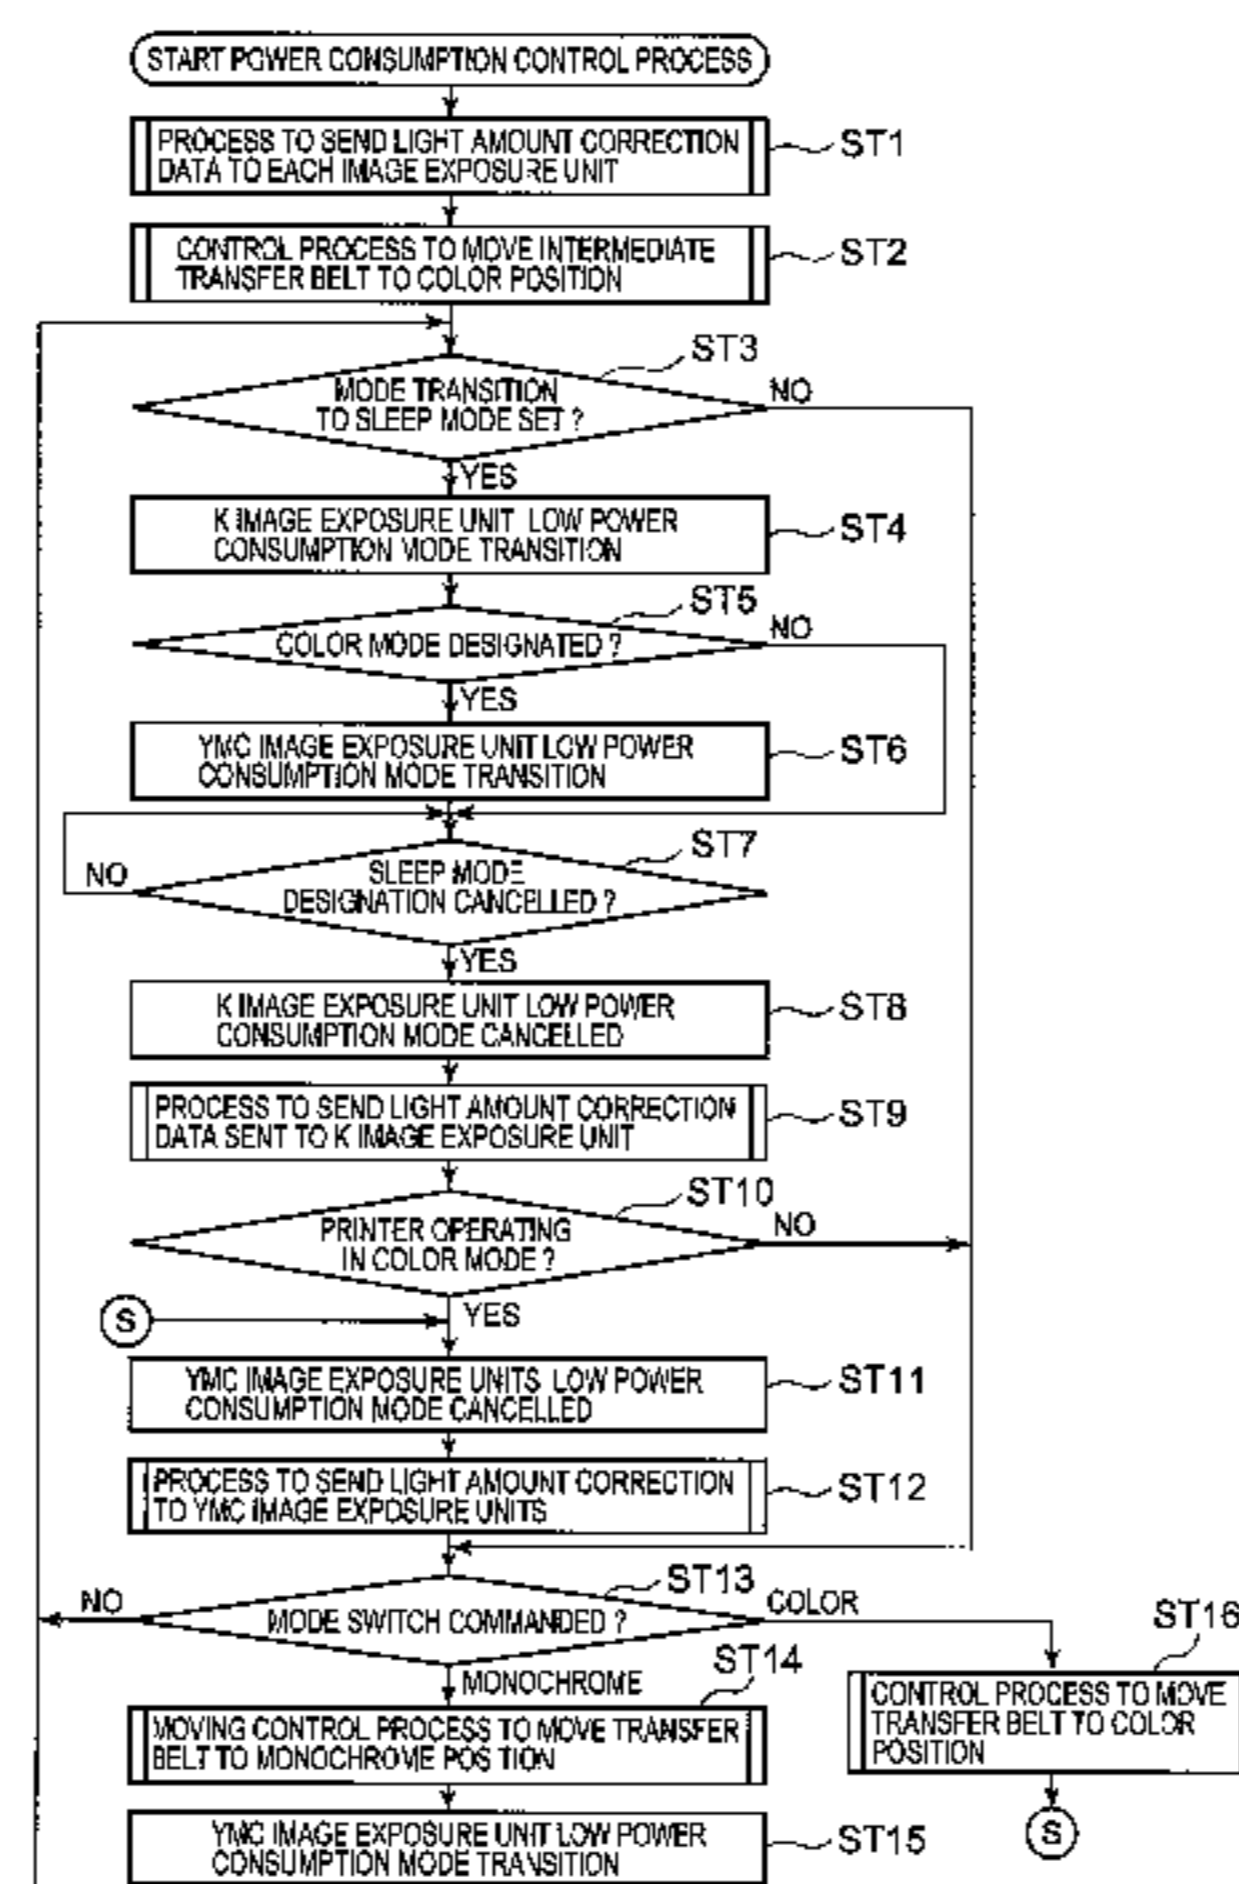 START POWER CONSUMPTION CONTROL PROCESS
PROCESS TO SEND LIGHT AMOUNT CORRECTION
DATA TO EACH IMAGE EXPOSURE UNIT
ST1
CONTROL PROCESS TO MOVE INTERMEDIATE
TRANSFER BELT TO COLOR POSITION
ST2
ST3
MODE TRANSITION
TO SLEEP MODE SET ?
NO
YES
K IMAGE EXPOSURE UNIT LOW POWER
CONSUMPTION MODE TRANSITION
ST4
ST5
COLOR MODE DESIGNATED ?
NO
YES
YMC IMAGE EXPOSURE UNIT LOW POWER
CONSUMPTION MODE TRANSITION
ST6
ST7
SLEEP MODE
DESIGNATION CANCELLED ?
NO
YES
K IMAGE EXPOSURE UNIT LOW POWER
CONSUMPTION MODE CANCELLED
ST8
PROCESS TO SEND LIGHT AMOUNT CORRECTION
DATA SENT TO K IMAGE EXPOSURE UNIT
ST9
ST10
PRINTER OPERATING
IN COLOR MODE ?
NO
S
YES
YMC IMAGE EXPOSURE UNITS LOW POWER
CONSUMPTION MODE CANCELLED
ST11
PROCESS TO SEND LIGHT AMOUNT CORRECTION
TO YMC IMAGE EXPOSURE UNITS
ST12
ST13
NO
MODE SWITCH COMMANDED ?
COLOR
MONOCHROME
ST14
MOVING CONTROL PROCESS TO MOVE TRANSFER
BELT TO MONOCHROME POSITION
ST16
CONTROL PROCESS TO MOVE
TRANSFER BELT TO COLOR
POSITION
S
YMC IMAGE EXPOSURE UNIT LOW POWER
CONSUMPTION MODE TRANSITION
ST15